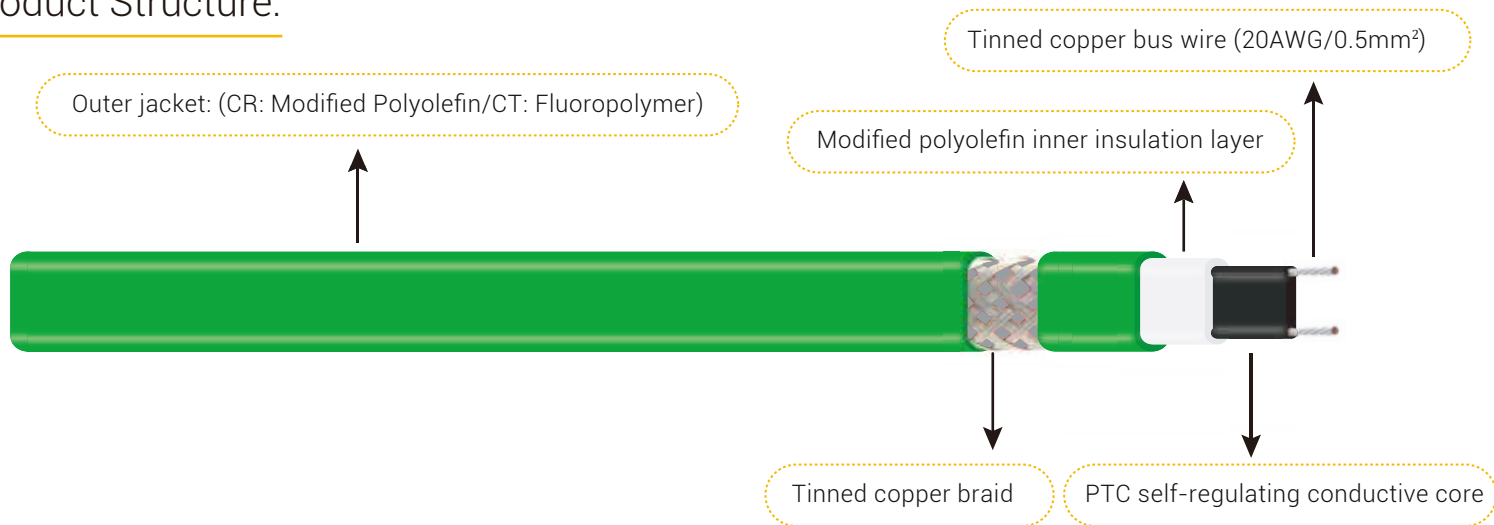 oduct Structure:
Tinned copper bus wire (20AWG/0.5mm²)
Outer jacket: (CR: Modified Polyolefin/CT: Fluoropolymer)
Modified polyolefin inner insulation layer
Tinned copper braid
PTC self-regulating conductive core